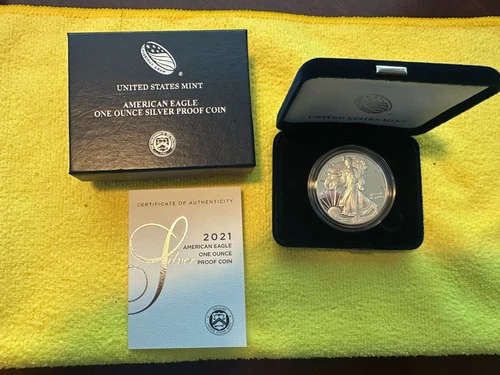 UNITED STATES MINT
AMERICAN EAGLE
ONE OUNCE SILVER PROOF COIN
UNITED STATES MINT
CERTIFICATE OF AUTHENTICITY
Silver
2021
AMERICAN EAGLE
ONE OUNCE
PROOF COIN